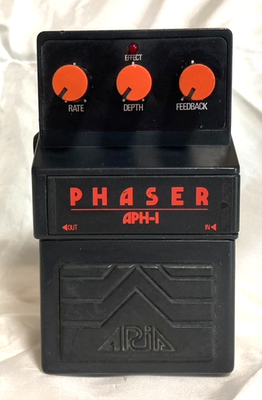 EFFECT
RATE DEPTH FEEDBACK
PHASER
APH-1
◀OUT IN◀
ARIA